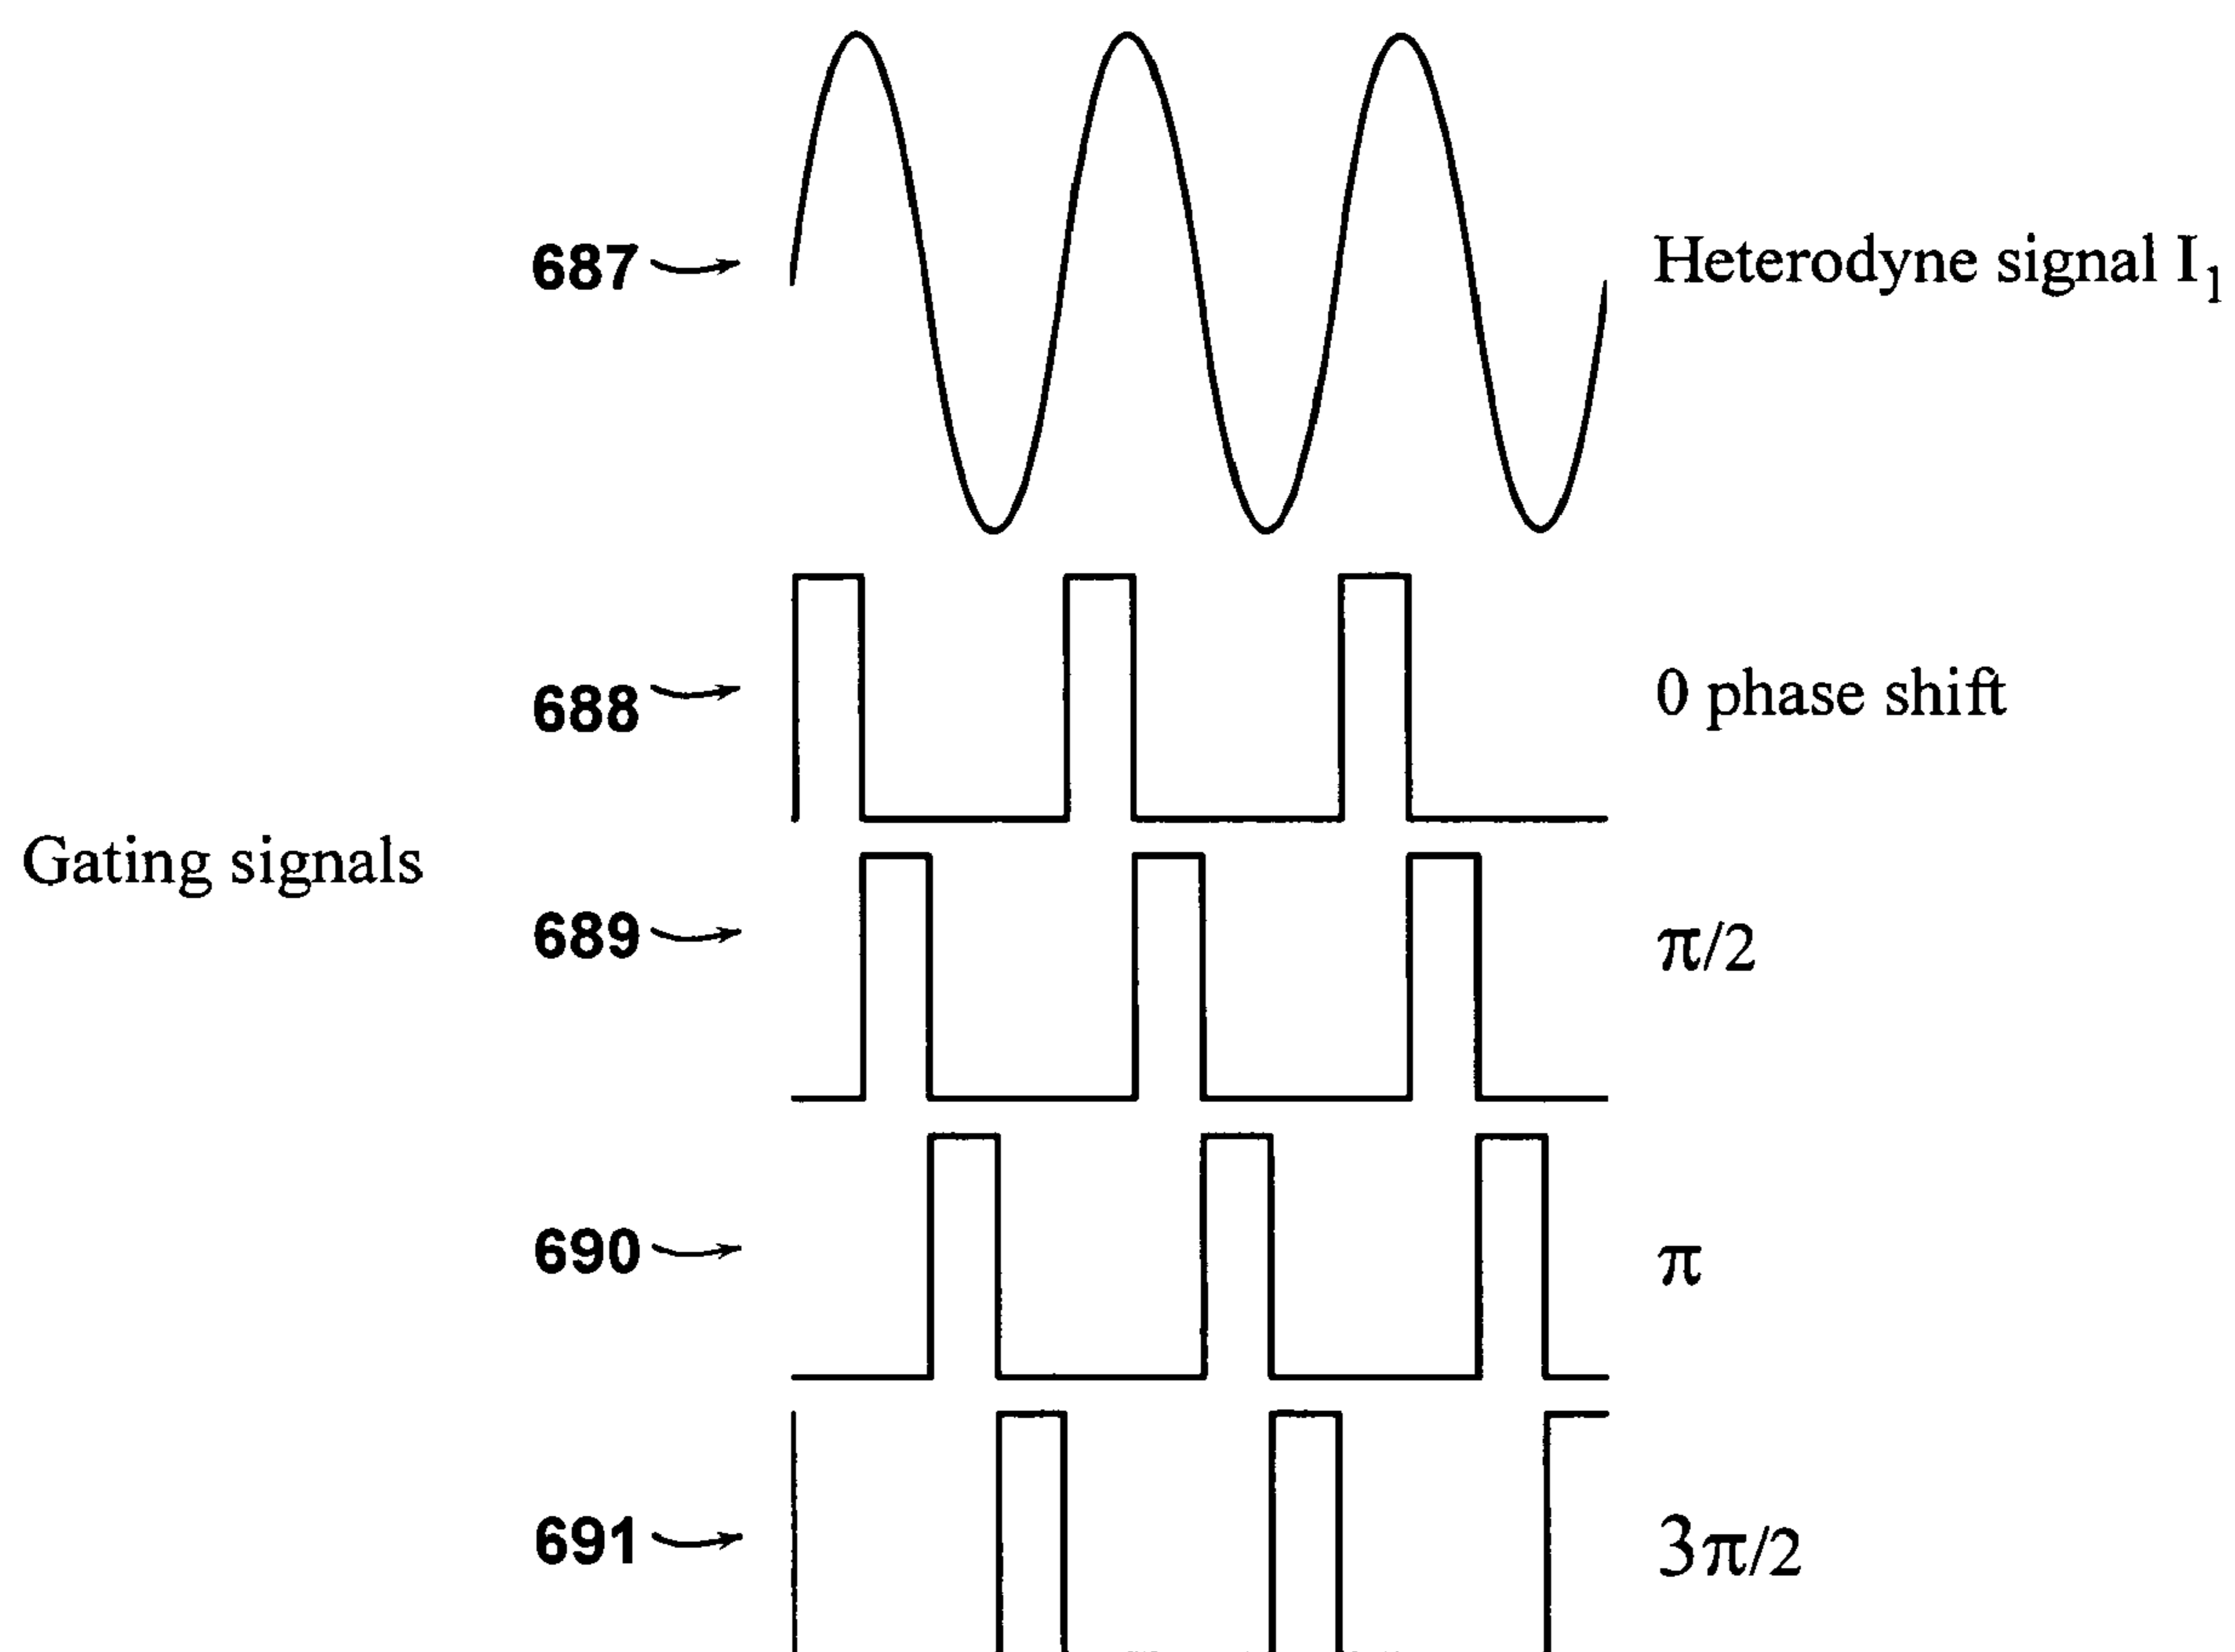 687
Heterodyne signal I1
688
0 phase shift
Gating signals
689
π/2
690
π
691
3π/2